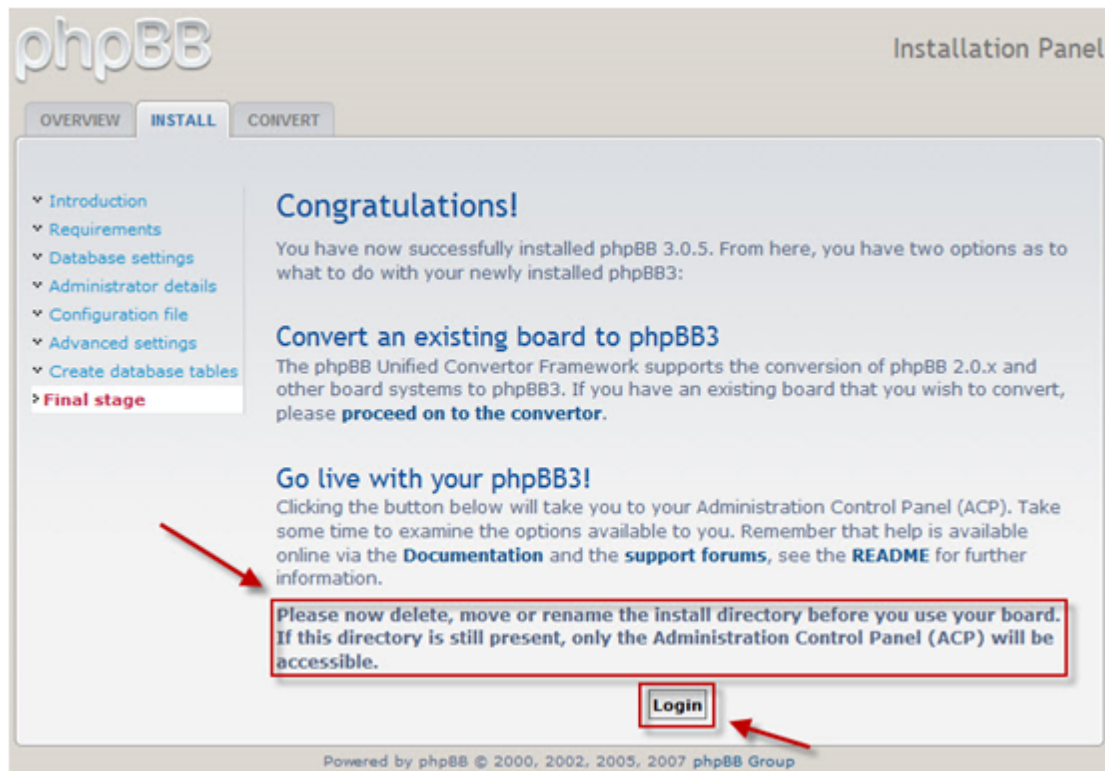 phpBB
Installation Panel
OVERVIEW INSTALL CONVERT
Introduction
Requirements
Database settings
Administrator details
Configuration file
Advanced settings
Create database tables
Final stage
Congratulations!
You have now successfully installed phpBB 3.0.5. From here, you have two options as to
what to do with your newly installed phpBB3:
Convert an existing board to phpBB3
The phpBB Unified Convertor Framework supports the conversion of phpBB 2.0.x and
other board systems to phpBB3. If you have an existing board that you wish to convert,
please proceed on to the convertor.
Go live with your phpBB3!
Clicking the button below will take you to your Administration Control Panel (ACP). Take
some time to examine the options available to you. Remember that help is available
online via the Documentation and the support forums, see the README for further
information.
Please now delete, move or rename the install directory before you use your board.
If this directory is still present, only the Administration Control Panel (ACP) will be
accessible.
Login
Powered by phpBB © 2000, 2002, 2005, 2007 phpBB Group